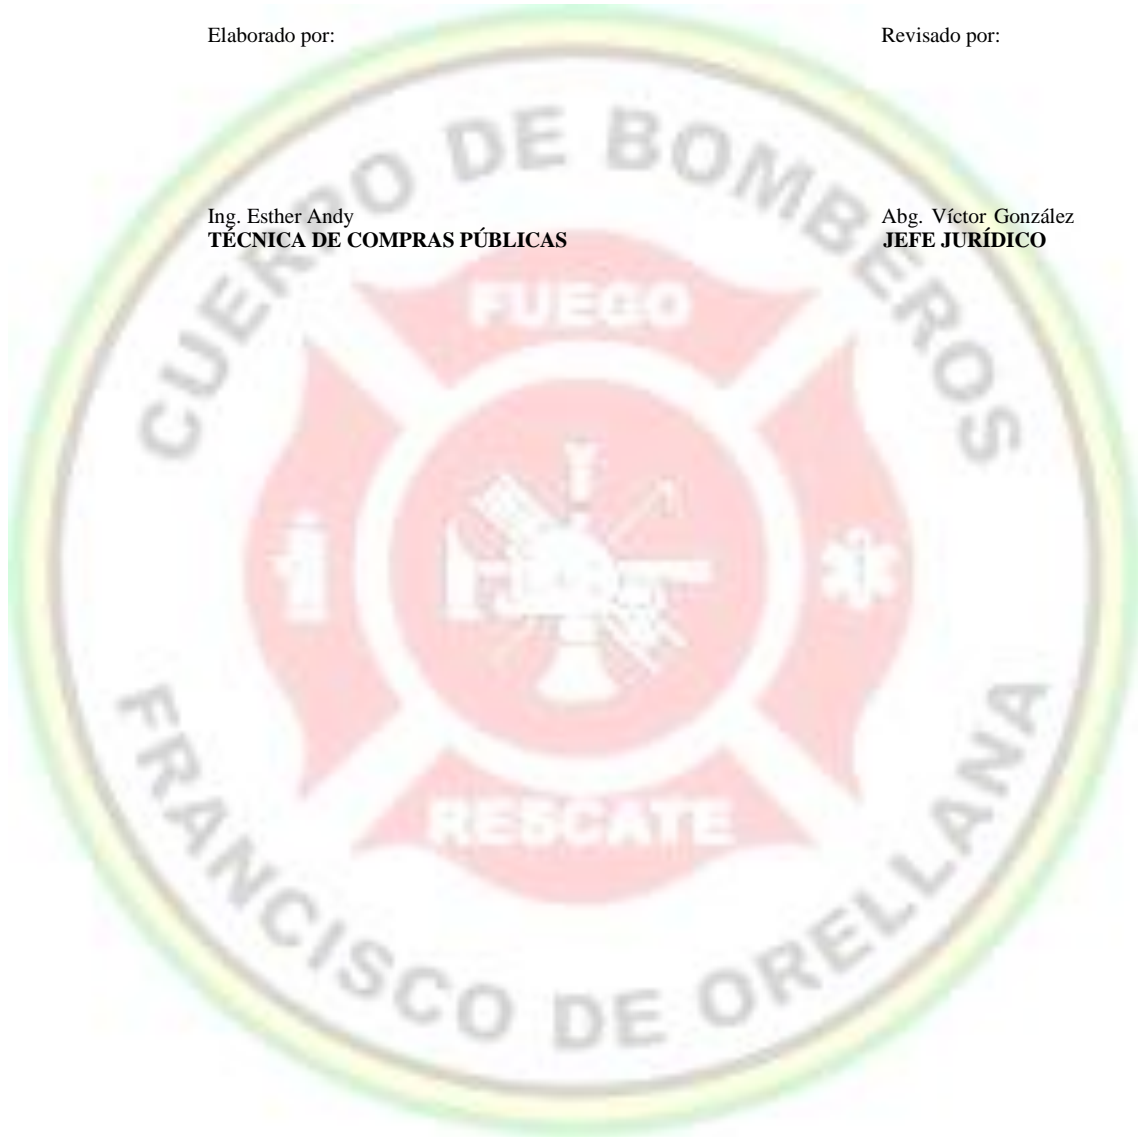 Elaborado por:
Revisado por:
Ing. Esther Andy
TÉCNICA DE COMPRAS PÚBLICAS
Abg. Víctor González
JEFE JURÍDICO
CUERPO DE BOMBEROS
FUEGO
RESCATE
FRANCISCO DE ORELLANA